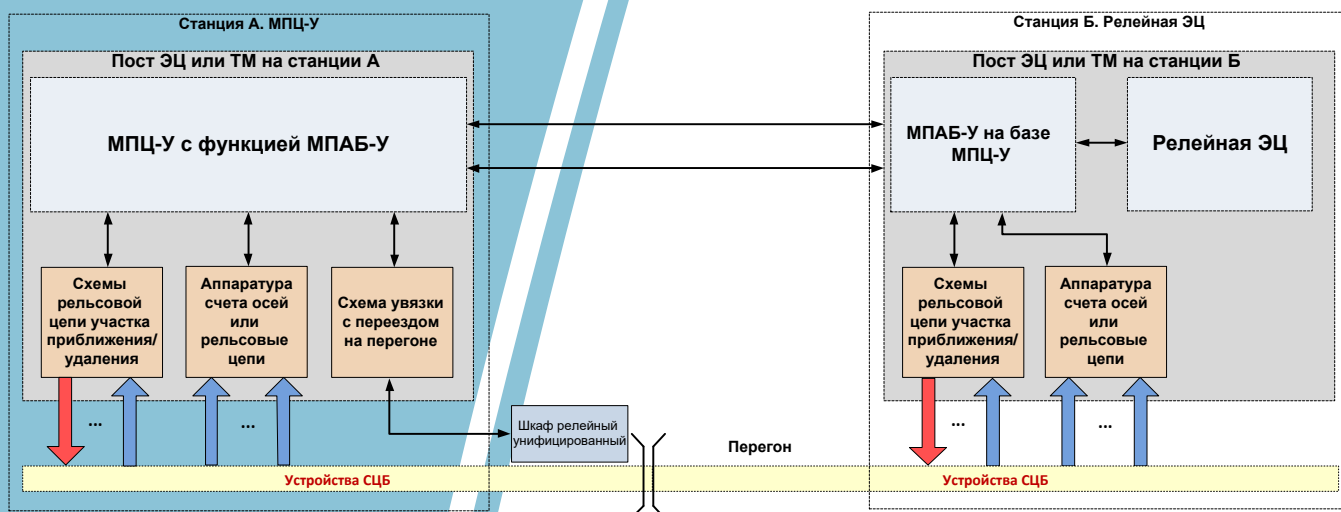 Станция А. МПЦ-У
Пост ЭЦ или ТМ на станции А
МПЦ-У с функцией МПАБ-У
Схемы
рельсовой
цепи участка
приближения/
удаления
Аппаратура
счета осей
или
рельсовые
цепи
Схема увязки
с переездом
на перегоне
...
...
Шкаф релейный
унифицированный
Перегон
Устройства СЦБ
Станция Б. Релейная ЭЦ
Пост ЭЦ или ТМ на станции Б
МПАБ-У на базе
МПЦ-У
Релейная ЭЦ
Схемы
рельсовой
цепи участка
приближения/
удаления
Аппаратура
счета осей
или
рельсовые
цепи
...
...
Устройства СЦБ